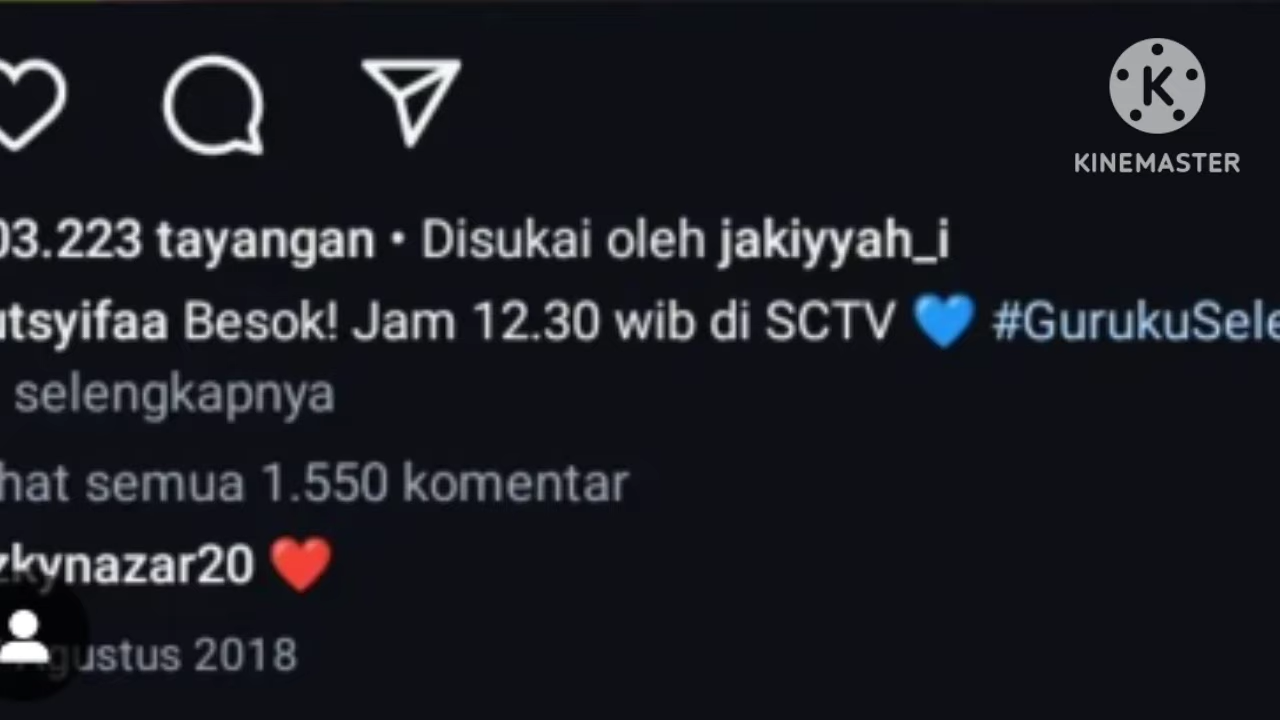 KINEMASTER
03.223 tayangan • Disukai oleh jakiyyah_i
utsyifaa Besok! Jam 12.30 wib di SCTV 💙 #GurukuSele
selengkapnya
hat semua 1.550 komentar
zkynazar20 ❤️
Agustus 2018